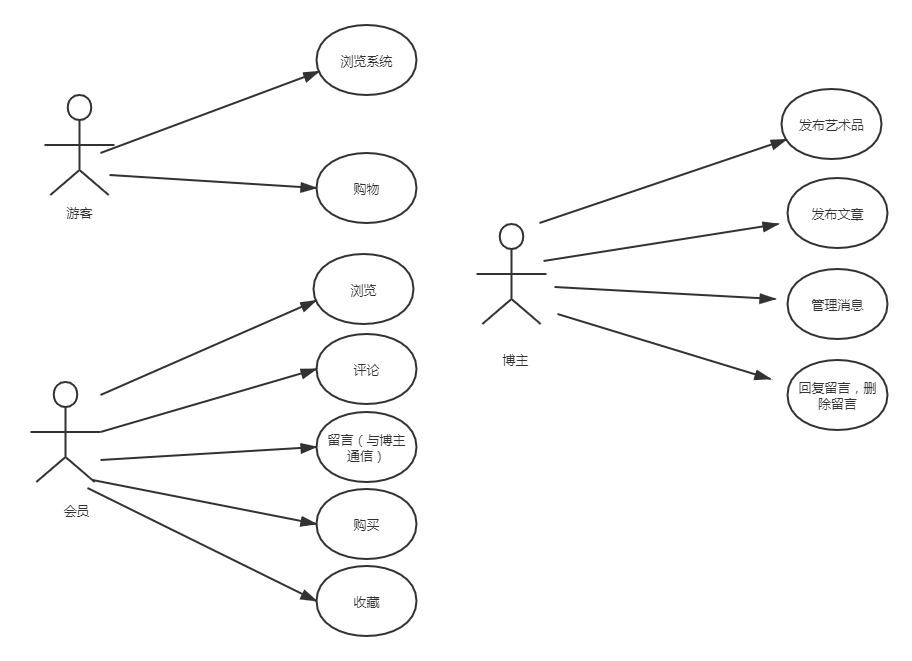 浏览系统
购物
游客
浏览
评论
留言（与博主
通信）
购买
收藏
会员
发布艺术品
发布文章
管理消息
回复留言，删
除留言
博主